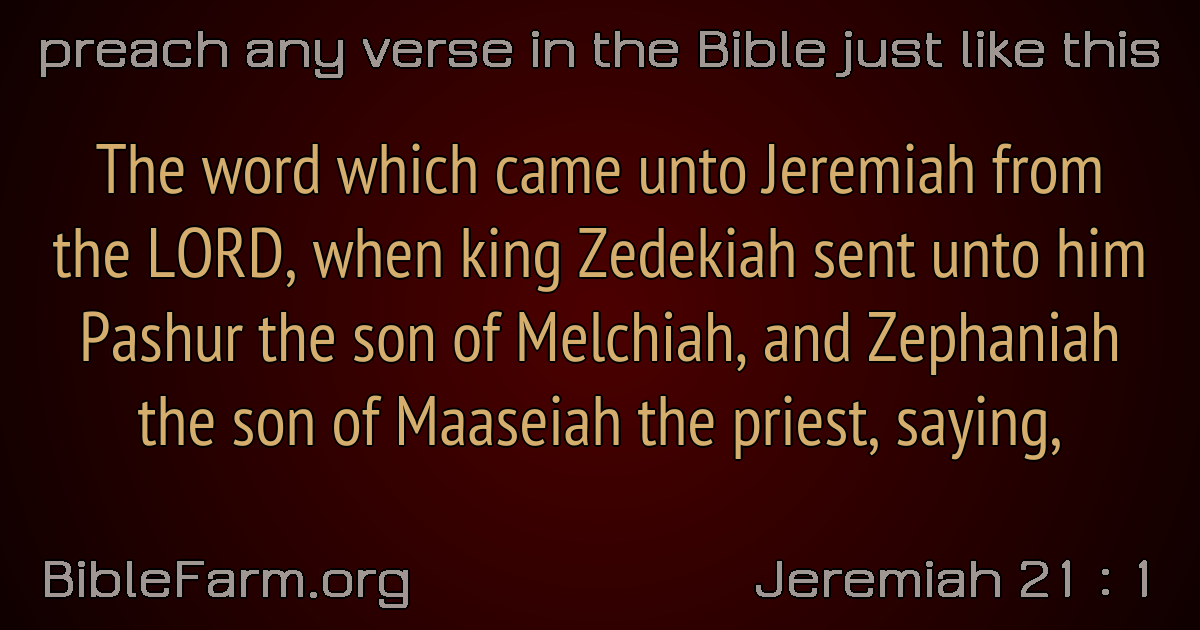 preach any verse in the Bible just like this
The word which came unto Jeremiah from
the LORD, when king Zedekiah sent unto him
Pashur the son of Melchiah, and Zephaniah
the son of Maaseiah the priest, saying,
BibleFarm.org
Jeremiah 21 : 1